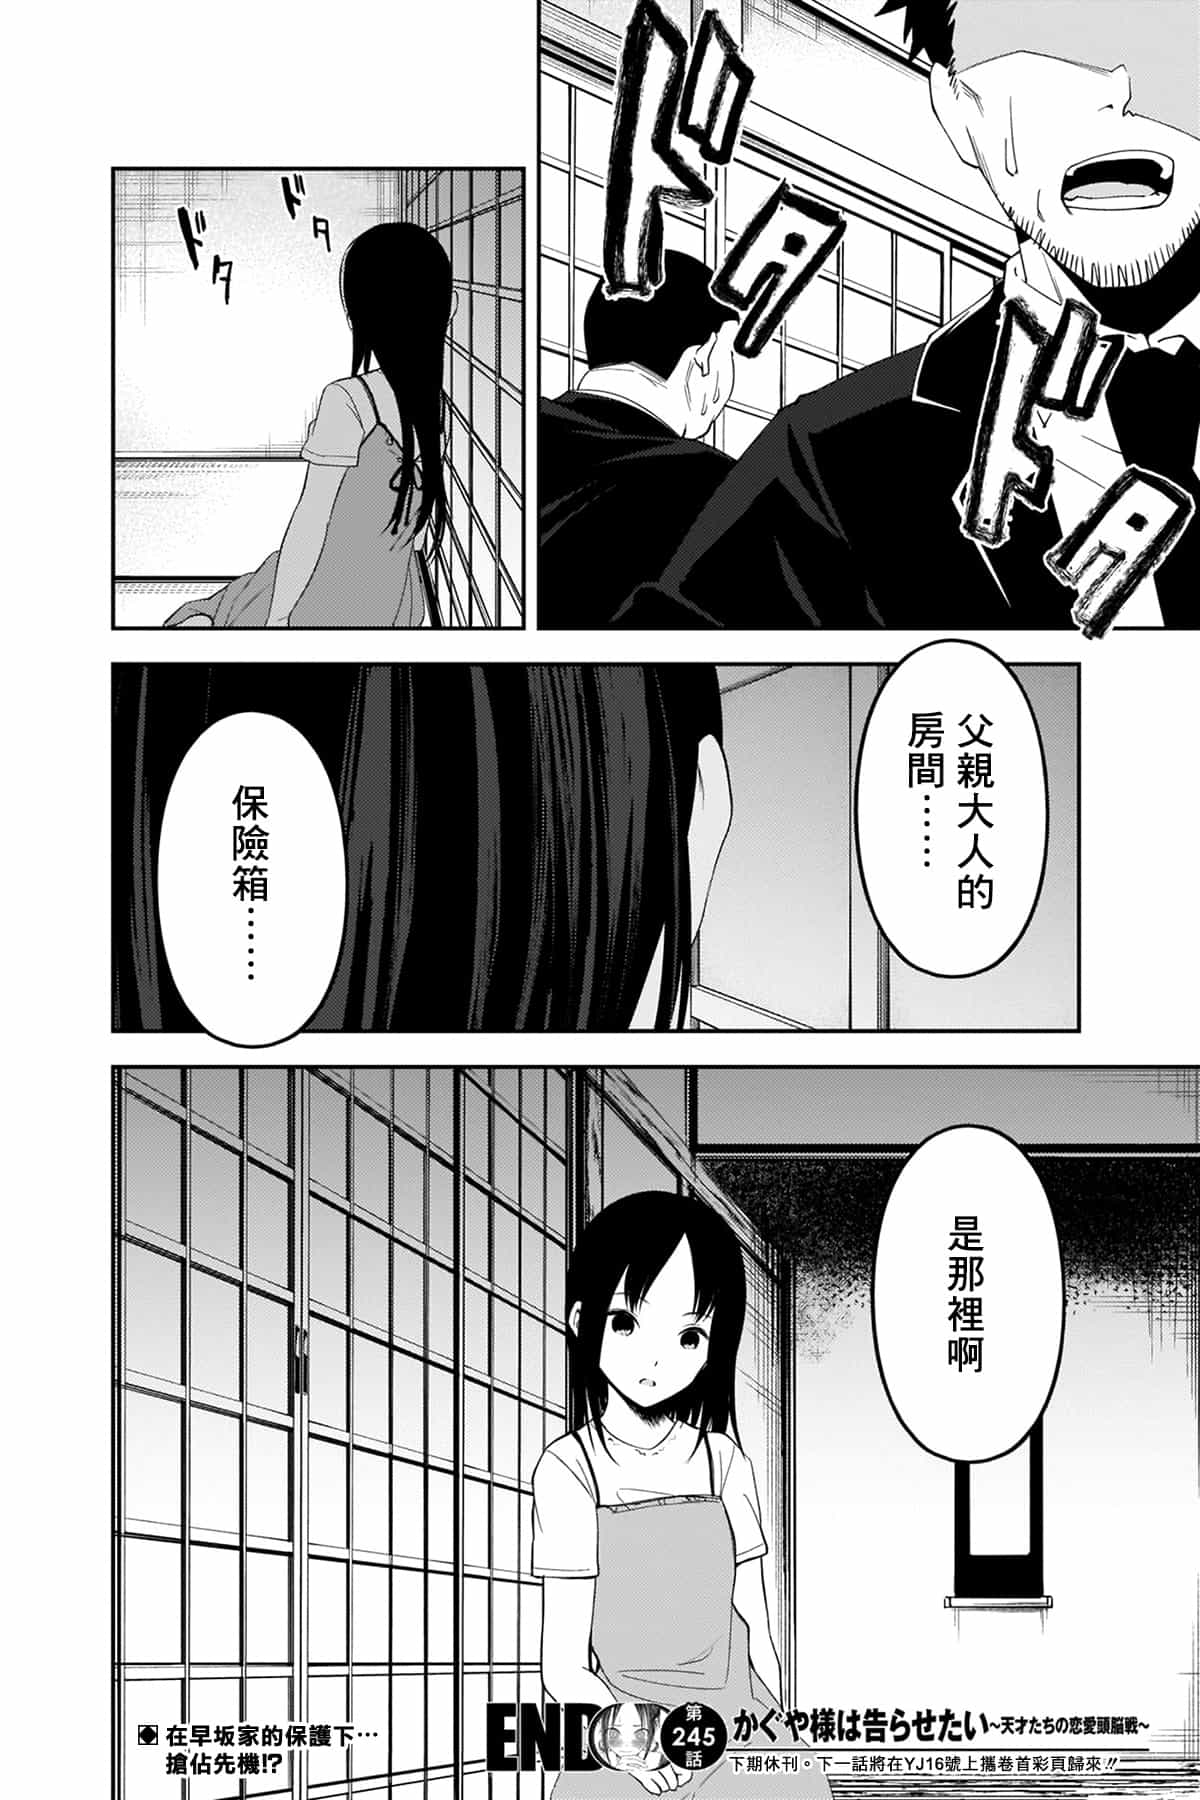 ドタ
ドタ
ドタ
ドタ
父親大人的
房間……
保險箱……
是那裡啊
在早坂家的保護下…
搶佔先機!?
END
第
245
話
かぐや様は告らせたい～天才たちの恋愛頭脳戦～
下期休刊。下一話將在YJ16號上攜卷首彩頁歸來!!